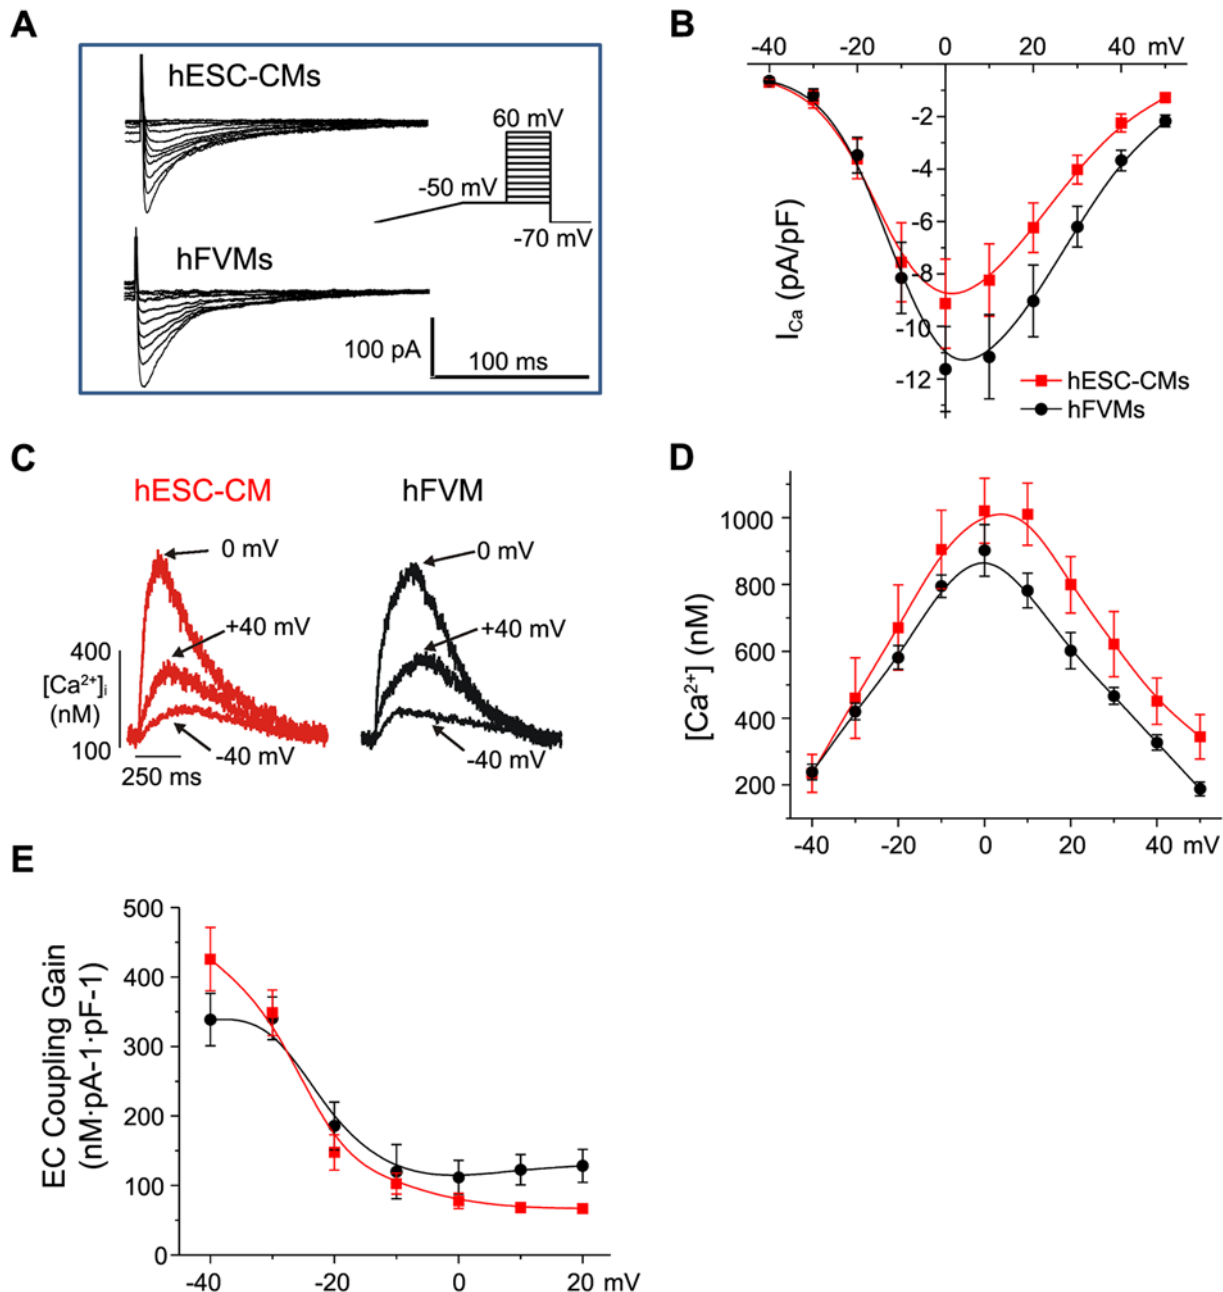 A
hESC-CMs
60 mV
-50 mV
-70 mV
hFVMs
100 pA
100 ms
B
-40 -20 0 20 40 mV
-2
-4
-6
-8
-10
-12
I_Ca (pA/pF)
hESC-CMs
hFVMs
C
hESC-CM hFVM
0 mV 0 mV
+40 mV +40 mV
400
[Ca²⁺]ᵢ
(nM)
100
-40 mV -40 mV
250 ms
D
1000
800
600
400
200
[Ca²⁺] (nM)
-40 -20 0 20 40 mV
E
500
400
300
200
100
0
EC Coupling Gain
(nM·pA-1·pF-1)
-40 -20 0 20 mV